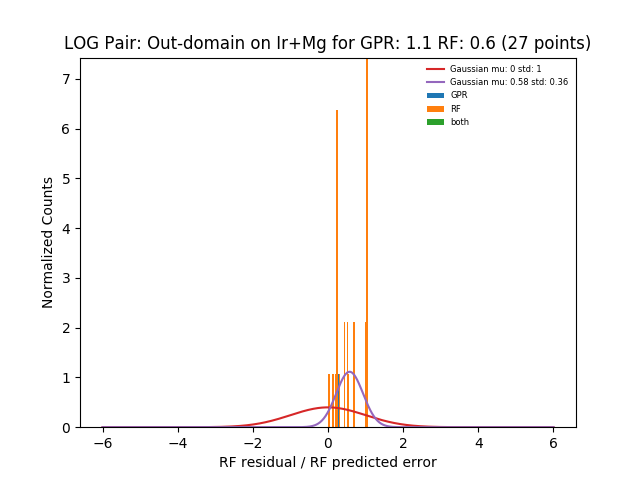 LOG Pair: Out-domain on Ir+Mg for GPR: 1.1 RF: 0.6 (27 points)
Gaussian mu: 0 std: 1
Gaussian mu: 0.58 std: 0.36
GPR
RF
both
Normalized Counts
7
6
5
4
3
2
1
0
−6 −4 −2 0 2 4 6
RF residual / RF predicted error